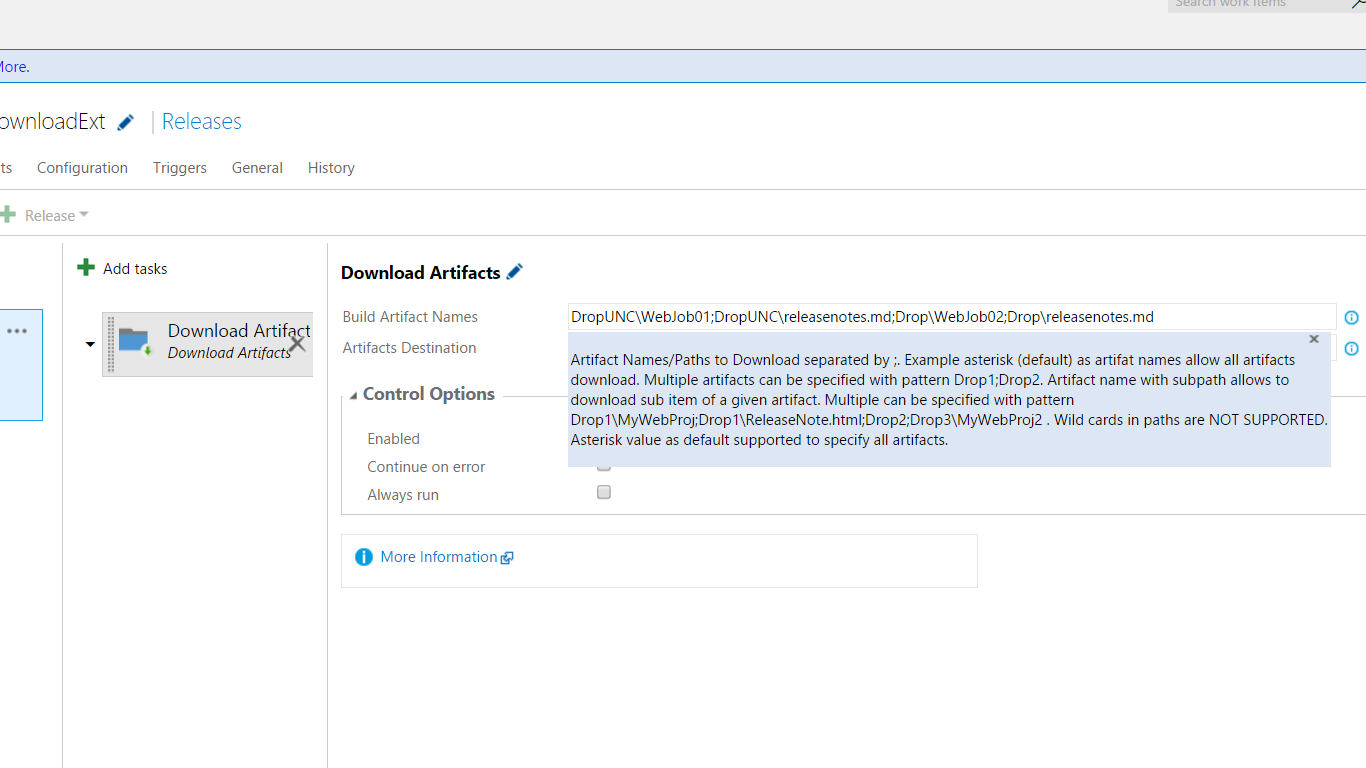 Search work items
More.
ownloadExt
Releases
ts Configuration Triggers General History
Release
Add tasks
Download Artifact
Download Artifacts
Download Artifacts
Build Artifact Names
DropUNC\WebJob01;DropUNC\releasenotes.md;Drop\WebJob02;Drop\releasenotes.md
Artifacts Destination
Artifact Names/Paths to Download separated by ;. Example asterisk (default) as artifat names allow all artifacts
download. Multiple artifacts can be specified with pattern Drop1;Drop2. Artifact name with subpath allows to
download sub item of a given artifact. Multiple can be specified with pattern
Drop1\MyWebProj;Drop1\ReleaseNote.html;Drop2;Drop3\MyWebProj2 . Wild cards in paths are NOT SUPPORTED.
Asterisk value as default supported to specify all artifacts.
Control Options
Enabled
Continue on error
Always run
More Information